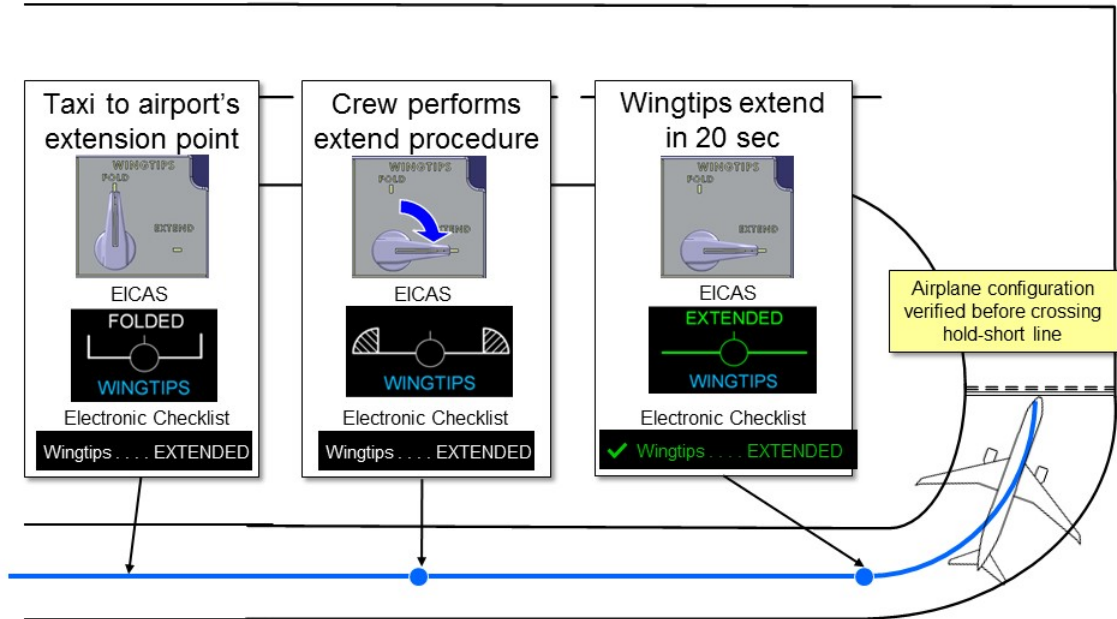 Taxi to airport's
extension point
WINGTIPS
FOLD
EXTEND
EICAS
FOLDED
WINGTIPS
Electronic Checklist
Wingtips . . . . EXTENDED
Crew performs
extend procedure
WINGTIPS
FOLD
EXTEND
EICAS
WINGTIPS
Electronic Checklist
Wingtips . . . . EXTENDED
Wingtips extend
in 20 sec
WINGTIPS
FOLD
EXTEND
EICAS
EXTENDED
WINGTIPS
Electronic Checklist
✓ Wingtips . . . . EXTENDED
Airplane configuration
verified before crossing
hold-short line